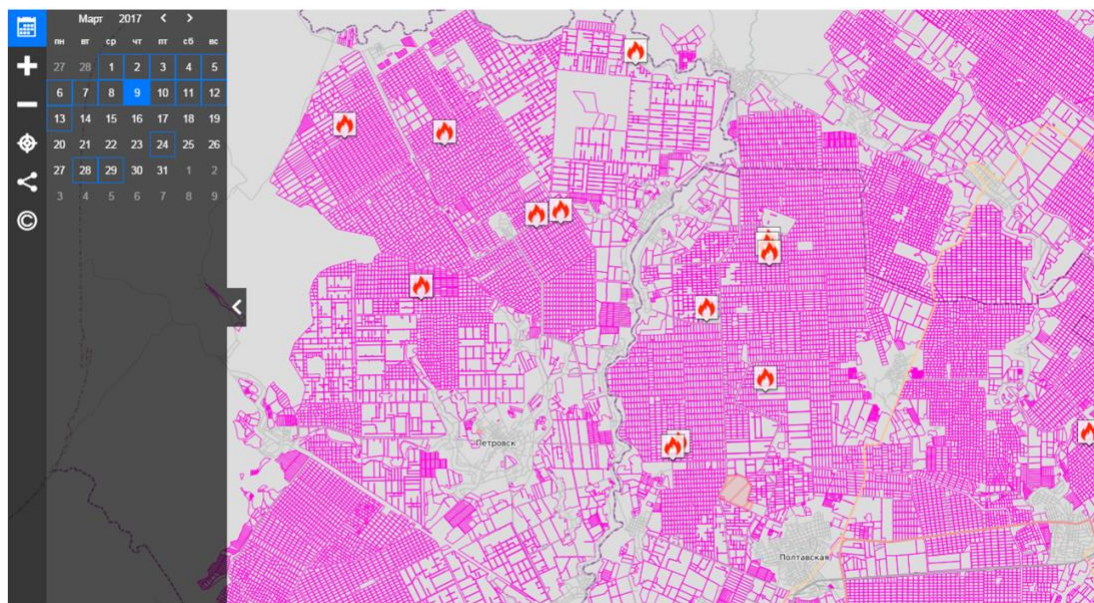 Март 2017
пн вт ср чт пт сб вс
27 28 1 2 3 4 5
6 7 8 9 10 11 12
13 14 15 16 17 18 19
20 21 22 23 24 25 26
27 28 29 30 31 1 2
3 4 5 6 7 8 9
Петровск
Полтавская